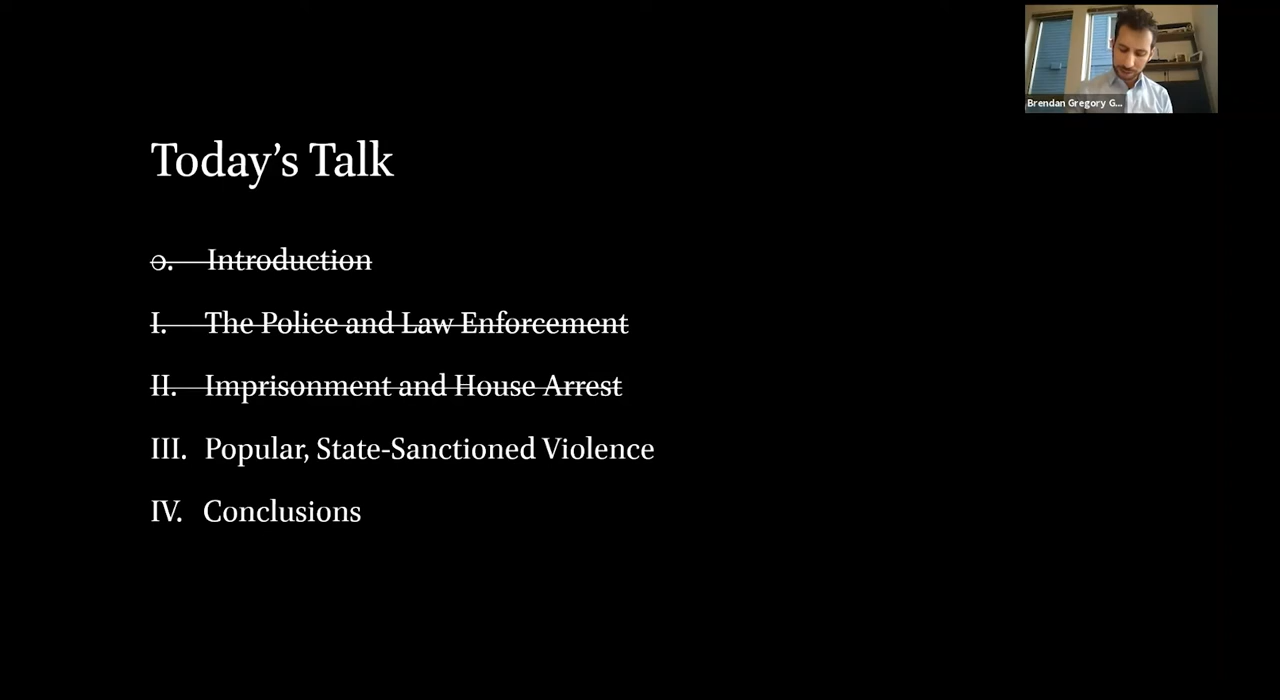 Brendan Gregory G...
Today's Talk
0. Introduction
I. The Police and Law Enforcement
II. Imprisonment and House Arrest
III. Popular, State-Sanctioned Violence
IV. Conclusions